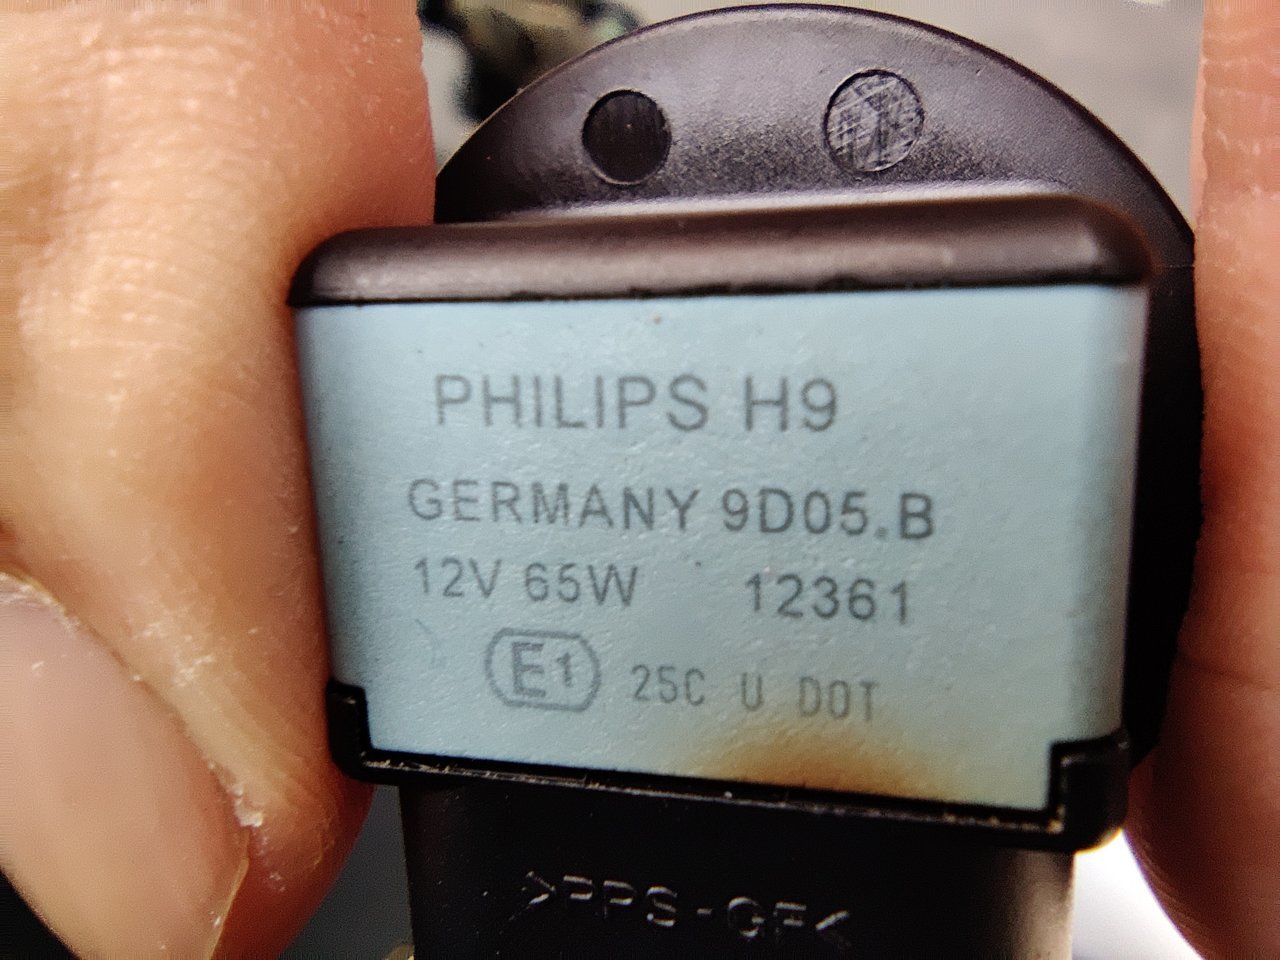 PHILIPS H9
GERMANY 9D05.B
12V 65W 12361
E1 25C U DOT
>PPS-GF<